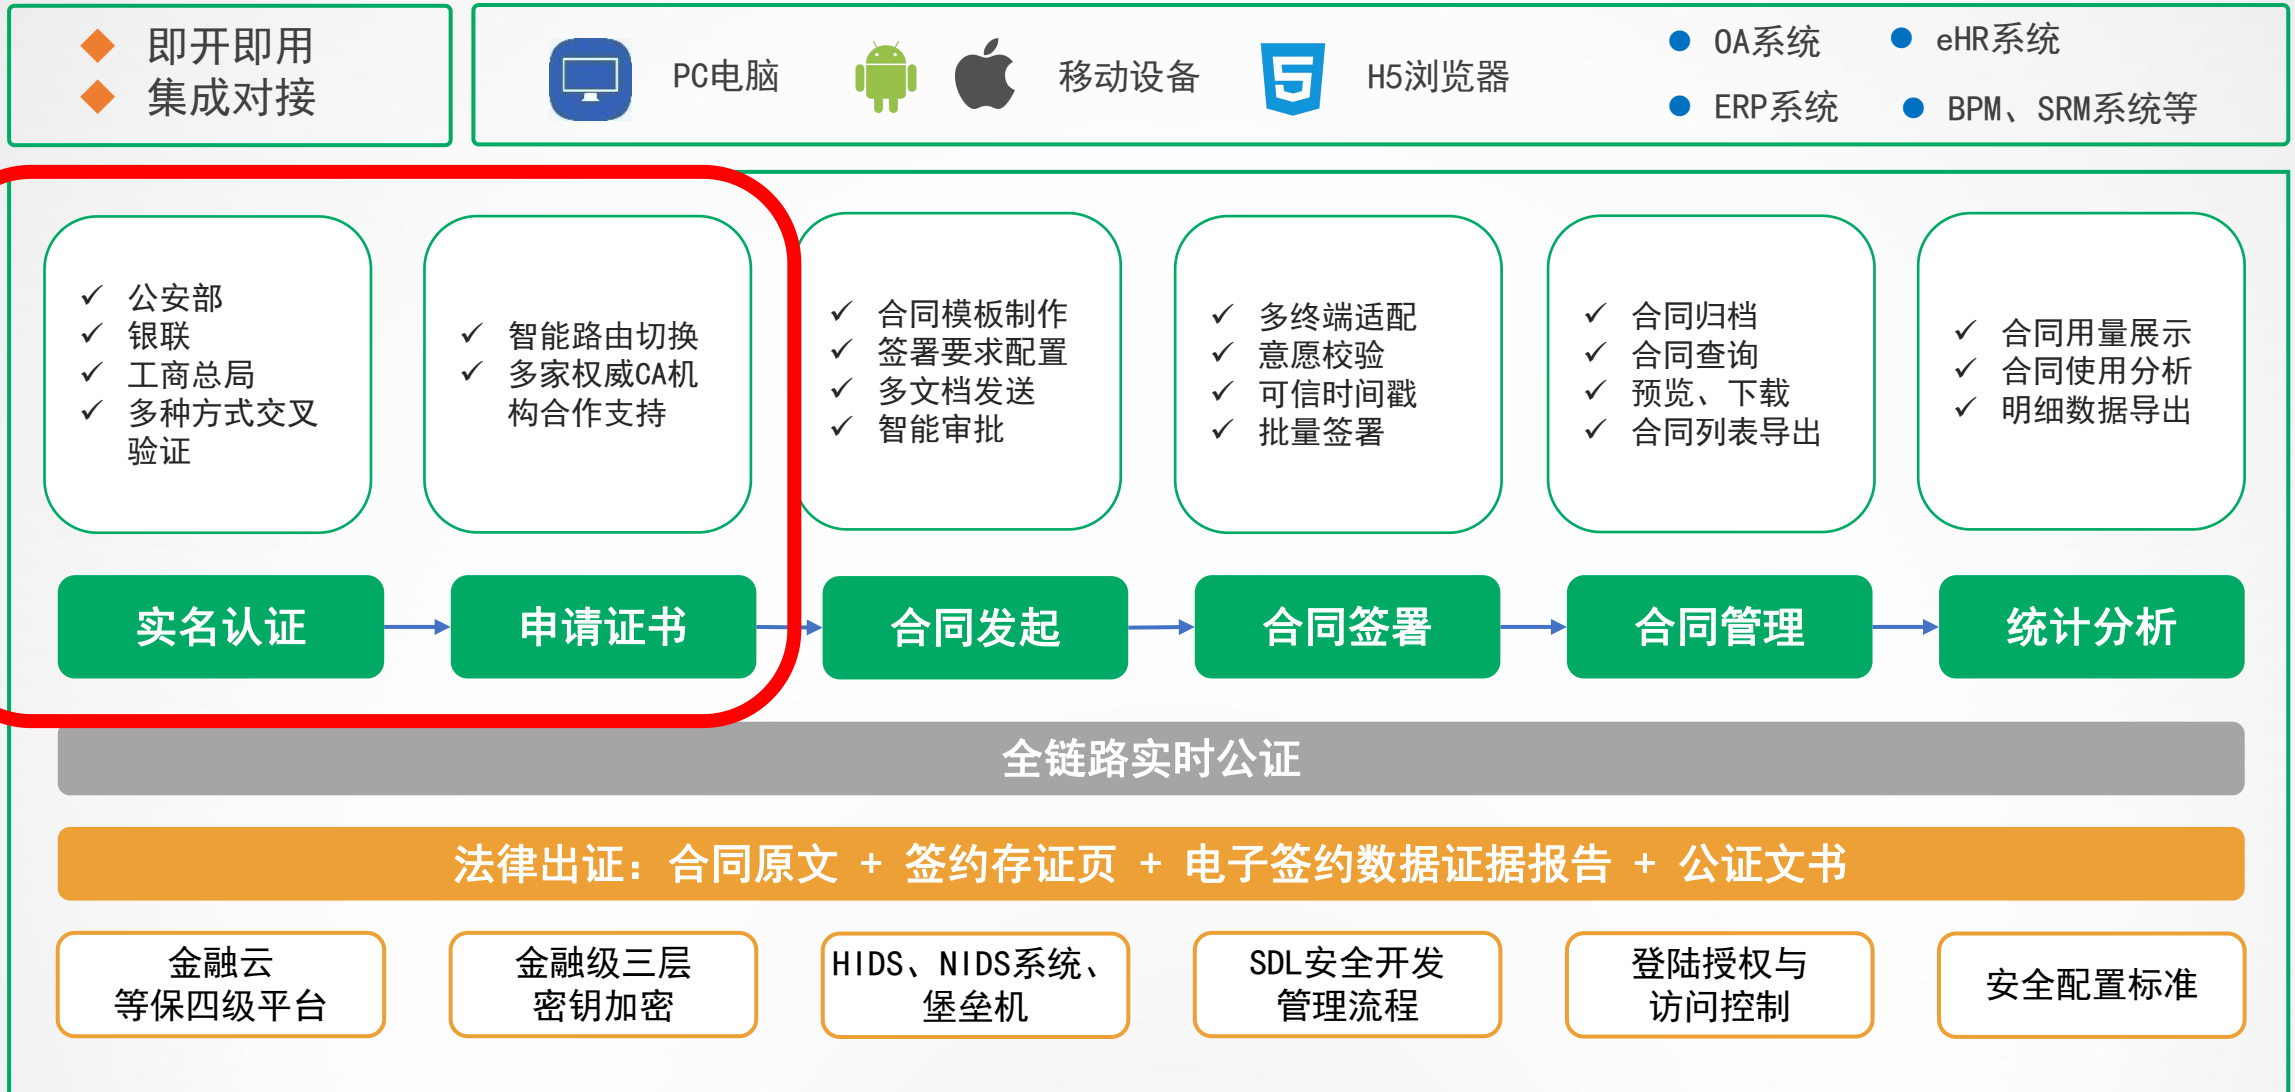 即开即用
集成对接
PC电脑
移动设备
H5浏览器
OA系统
eHR系统
ERP系统
BPM、SRM系统等
公安部
银联
工商总局
多种方式交叉
验证
智能路由切换
多家权威CA机
构合作支持
合同模板制作
签署要求配置
多文档发送
智能审批
多终端适配
意愿校验
可信时间戳
批量签署
合同归档
合同查询
预览、下载
合同列表导出
合同用量展示
合同使用分析
明细数据导出
实名认证
申请证书
合同发起
合同签署
合同管理
统计分析
全链路实时公证
法律出证：合同原文 + 签约存证页 + 电子签约数据证据报告 + 公证文书
金融云
等保四级平台
金融级三层
密钥加密
HIDS、NIDS系统、
堡垒机
SDL安全开发
管理流程
登陆授权与
访问控制
安全配置标准